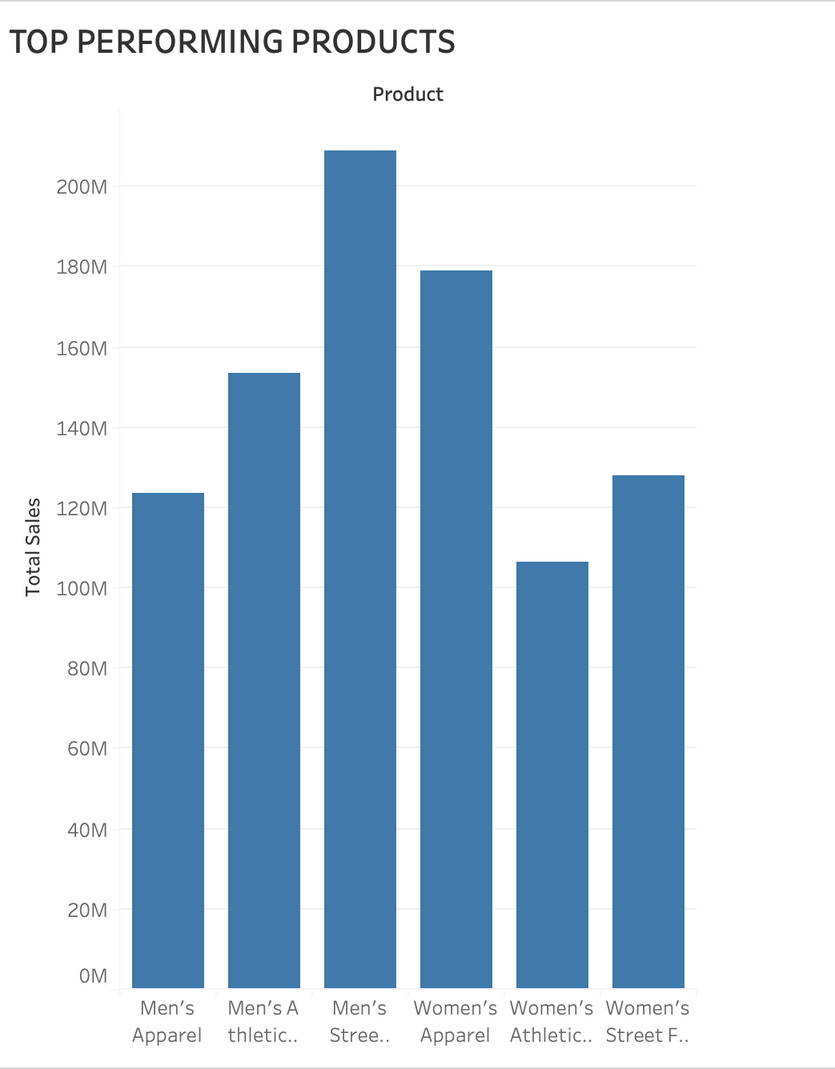 TOP PERFORMING PRODUCTS
Product
200M
180M
160M
140M
120M
100M
80M
60M
40M
20M
0M
Total Sales
Men's
Apparel
Men's A
thletic..
Men's
Stree..
Women's
Apparel
Women's
Athletic..
Women's
Street F..